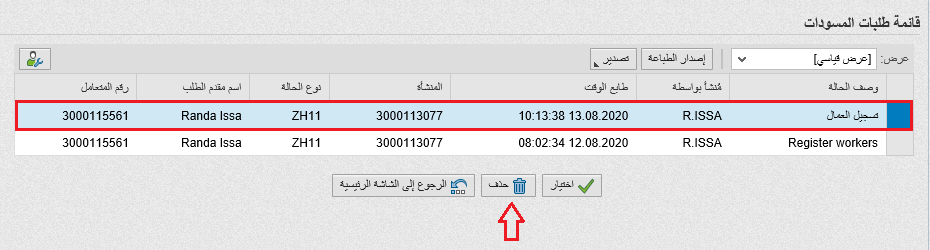 قائمة طلبات المسودات
عرض: [عرض قياسي] إصدار الطباعة تصدير
وصف الحالة مُنشأ بواسطة طابع الوقت المنشأة نوع الحالة اسم مقدم الطلب رقم المتعامل
تسجيل العمال R.ISSA 10:13:38 13.08.2020 3000113077 ZH11 Randa Issa 3000115561
Register workers R.ISSA 08:02:34 12.08.2020 3000113077 ZH11 Randa Issa 3000115561
اختيار حذف الرجوع إلى الشاشة الرئيسية